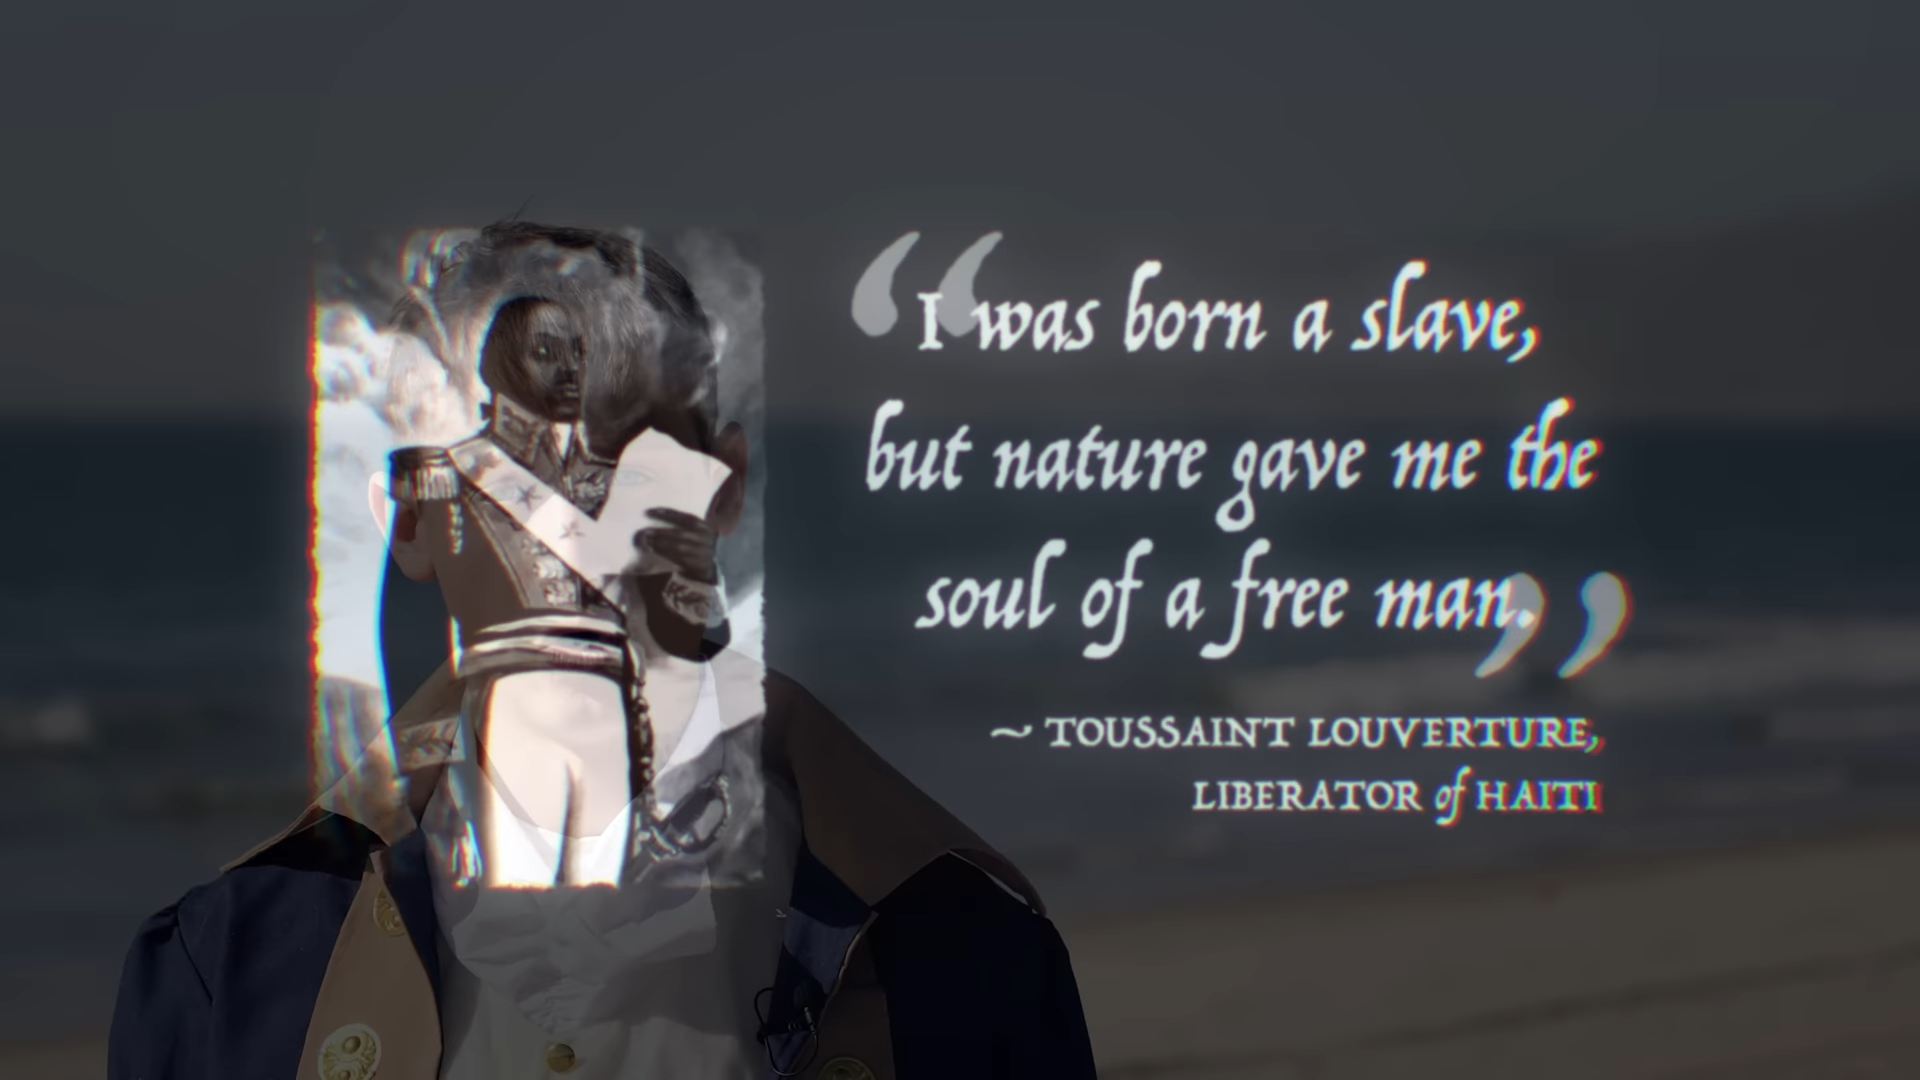 “I was born a slave,
but nature gave me the
soul of a free man.”
~ TOUSSAINT LOUVERTURE,
LIBERATOR of HAITI